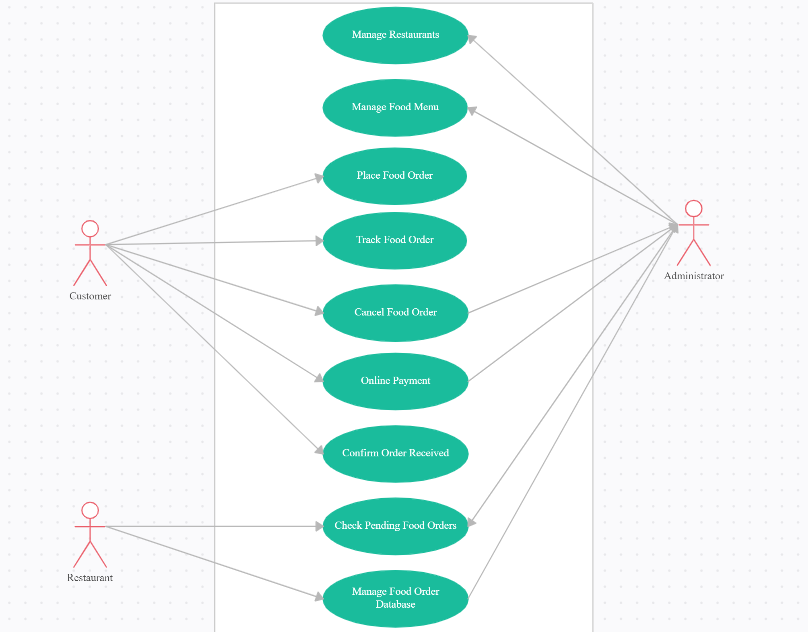 Manage Restaurants
Manage Food Menu
Place Food Order
Track Food Order
Customer
Administrator
Cancel Food Order
Online Payment
Confirm Order Received
Check Pending Food Orders
Restaurant
Manage Food Order
Database